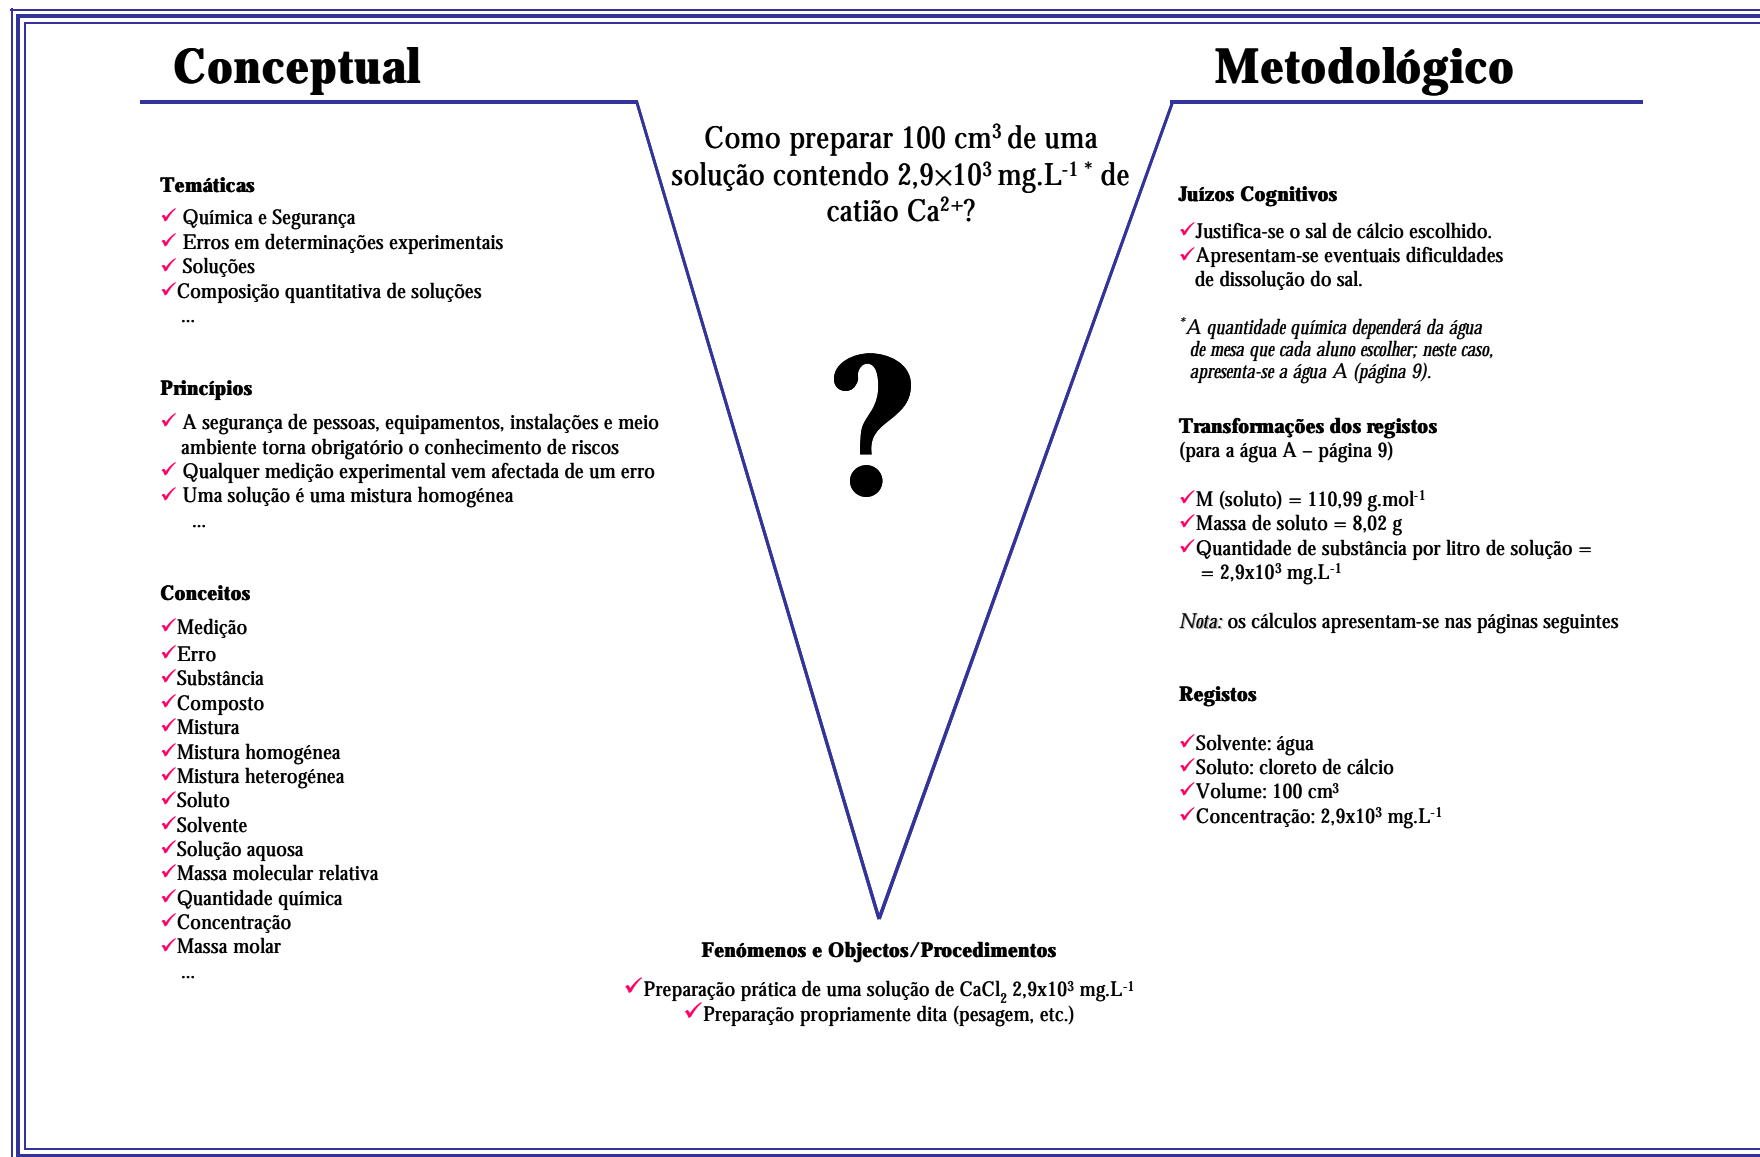 Conceptual
Metodológico
Como preparar 100 cm³ de uma
solução contendo 2,9×10³ mg.L⁻¹ * de
catião Ca²⁺?
Temáticas
✓ Química e Segurança
✓ Erros em determinações experimentais
✓ Soluções
✓Composição quantitativa de soluções
...
Princípios
✓ A segurança de pessoas, equipamentos, instalações e meio
ambiente torna obrigatório o conhecimento de riscos
✓ Qualquer medição experimental vem afectada de um erro
✓ Uma solução é uma mistura homogénea
...
Conceitos
✓Medição
✓Erro
✓Substância
✓Composto
✓Mistura
✓Mistura homogénea
✓Mistura heterogénea
✓Soluto
✓Solvente
✓Solução aquosa
✓Massa molecular relativa
✓Quantidade química
✓Concentração
✓Massa molar
...
?
Fenómenos e Objectos/Procedimentos
✓Preparação prática de uma solução de CaCl₂ 2,9x10³ mg.L⁻¹
✓Preparação propriamente dita (pesagem, etc.)
Juízos Cognitivos
✓Justifica-se o sal de cálcio escolhido.
✓Apresentam-se eventuais dificuldades
de dissolução do sal.
*A quantidade química dependerá da água
de mesa que cada aluno escolher; neste caso,
apresenta-se a água A (página 9).
Transformações dos registos
(para a água A – página 9)
✓M (soluto) = 110,99 g.mol⁻¹
✓Massa de soluto = 8,02 g
✓Quantidade de substância por litro de solução =
= 2,9x10³ mg.L⁻¹
Nota: os cálculos apresentam-se nas páginas seguintes
Registos
✓Solvente: água
✓Soluto: cloreto de cálcio
✓Volume: 100 cm³
✓Concentração: 2,9x10³ mg.L⁻¹